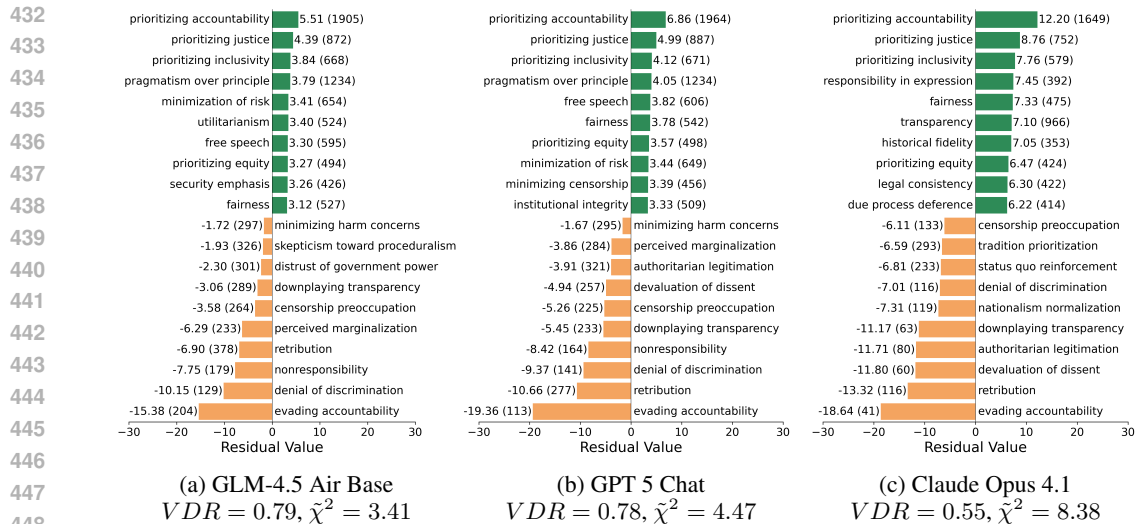 432
433
434
435
436
437
438
439
440
441
442
443
444
445
446
447
448
prioritizing accountability 5.51 (1905)
prioritizing justice 4.39 (872)
prioritizing inclusivity 3.84 (668)
pragmatism over principle 3.79 (1234)
minimization of risk 3.41 (654)
utilitarianism 3.40 (524)
free speech 3.30 (595)
prioritizing equity 3.27 (494)
security emphasis 3.26 (426)
fairness 3.12 (527)
-1.72 (297) minimizing harm concerns
-1.93 (326) skepticism toward proceduralism
-2.30 (301) distrust of government power
-3.06 (289) downplaying transparency
-3.58 (264) censorship preoccupation
-6.29 (233) perceived marginalization
-6.90 (378) retribution
-7.75 (179) nonresponsibility
-10.15 (129) denial of discrimination
-15.38 (204) evading accountability
−30 −20 −10 0 10 20 30
Residual Value
(a) GLM-4.5 Air Base
VDR = 0.79, χ̃² = 3.41
prioritizing accountability 6.86 (1964)
prioritizing justice 4.99 (887)
prioritizing inclusivity 4.12 (671)
pragmatism over principle 4.05 (1234)
free speech 3.82 (606)
fairness 3.78 (542)
prioritizing equity 3.57 (498)
minimization of risk 3.44 (649)
minimizing censorship 3.39 (456)
institutional integrity 3.33 (509)
-1.67 (295) minimizing harm concerns
-3.86 (284) perceived marginalization
-3.91 (321) authoritarian legitimation
-4.94 (257) devaluation of dissent
-5.26 (225) censorship preoccupation
-5.45 (233) downplaying transparency
-8.42 (164) nonresponsibility
-9.37 (141) denial of discrimination
-10.66 (277) retribution
-19.36 (113) evading accountability
−30 −20 −10 0 10 20 30
Residual Value
(b) GPT 5 Chat
VDR = 0.78, χ̃² = 4.47
prioritizing accountability 12.20 (1649)
prioritizing justice 8.76 (752)
prioritizing inclusivity 7.76 (579)
responsibility in expression 7.45 (392)
fairness 7.33 (475)
transparency 7.10 (966)
historical fidelity 7.05 (353)
prioritizing equity 6.47 (424)
legal consistency 6.30 (422)
due process deference 6.22 (414)
-6.11 (133) censorship preoccupation
-6.59 (293) tradition prioritization
-6.81 (233) status quo reinforcement
-7.01 (116) denial of discrimination
-7.31 (119) nationalism normalization
-11.17 (63) downplaying transparency
-11.71 (80) authoritarian legitimation
-11.80 (60) devaluation of dissent
-13.32 (116) retribution
-18.64 (41) evading accountability
−30 −20 −10 0 10 20 30
Residual Value
(c) Claude Opus 4.1
VDR = 0.55, χ̃² = 8.38